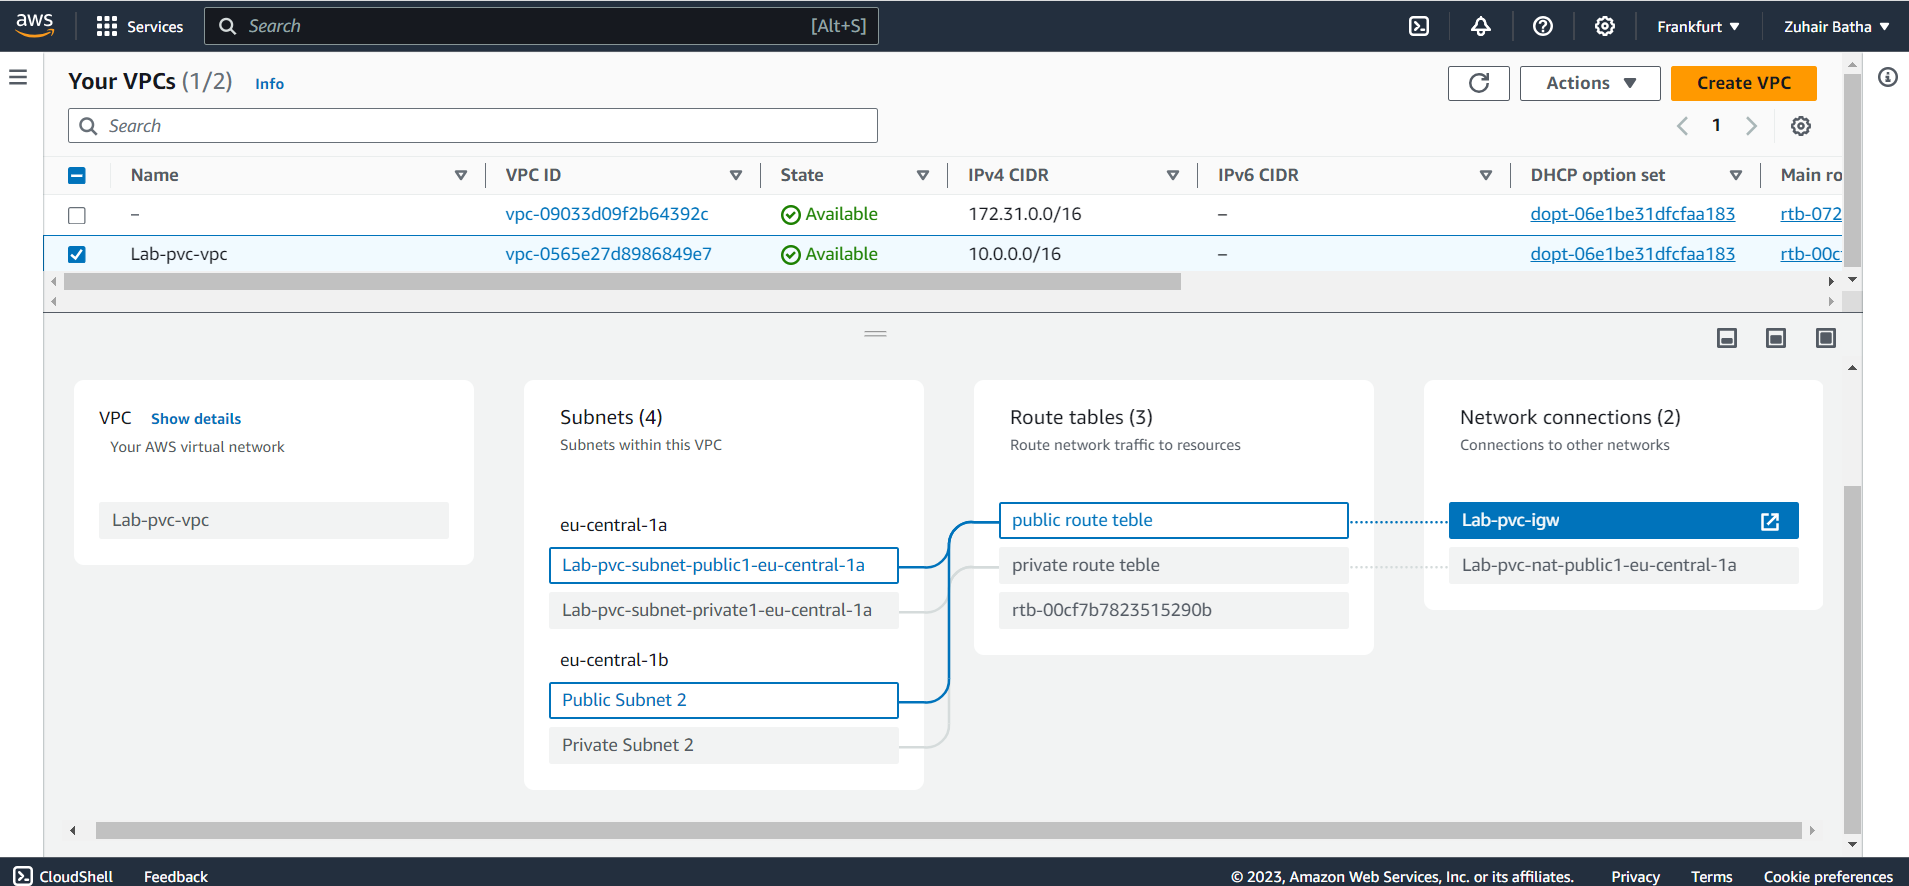 aws Services Search [Alt+S] Frankfurt Zuhair Batha
Your VPCs (1/2) Info Actions Create VPC
Search 1
Name VPC ID State IPv4 CIDR IPv6 CIDR DHCP option set Main ro
– vpc-09033d09f2b64392c Available 172.31.0.0/16 – dopt-06e1be31dfcfaa183 rtb-072
Lab-pvc-vpc vpc-0565e27d8986849e7 Available 10.0.0.0/16 – dopt-06e1be31dfcfaa183 rtb-00c
VPC Show details
Your AWS virtual network
Lab-pvc-vpc
Subnets (4)
Subnets within this VPC
eu-central-1a
Lab-pvc-subnet-public1-eu-central-1a
Lab-pvc-subnet-private1-eu-central-1a
eu-central-1b
Public Subnet 2
Private Subnet 2
Route tables (3)
Route network traffic to resources
public route teble
private route teble
rtb-00cf7b7823515290b
Network connections (2)
Connections to other networks
Lab-pvc-igw
Lab-pvc-nat-public1-eu-central-1a
CloudShell Feedback © 2023, Amazon Web Services, Inc. or its affiliates. Privacy Terms Cookie preferences